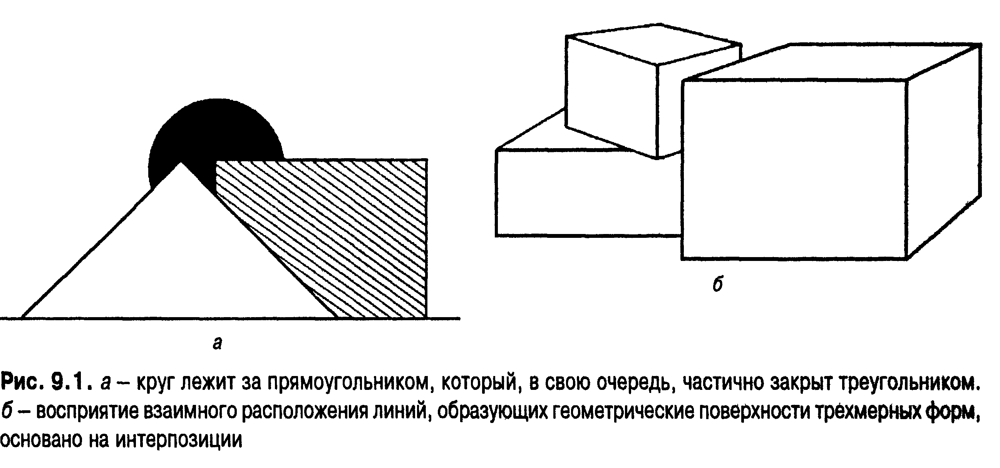 б
а
Рис. 9.1. а – круг лежит за прямоугольником, который, в свою очередь, частично закрыт треугольником.
б – восприятие взаимного расположения линий, образующих геометрические поверхности трехмерных форм,
основано на интерпозиции